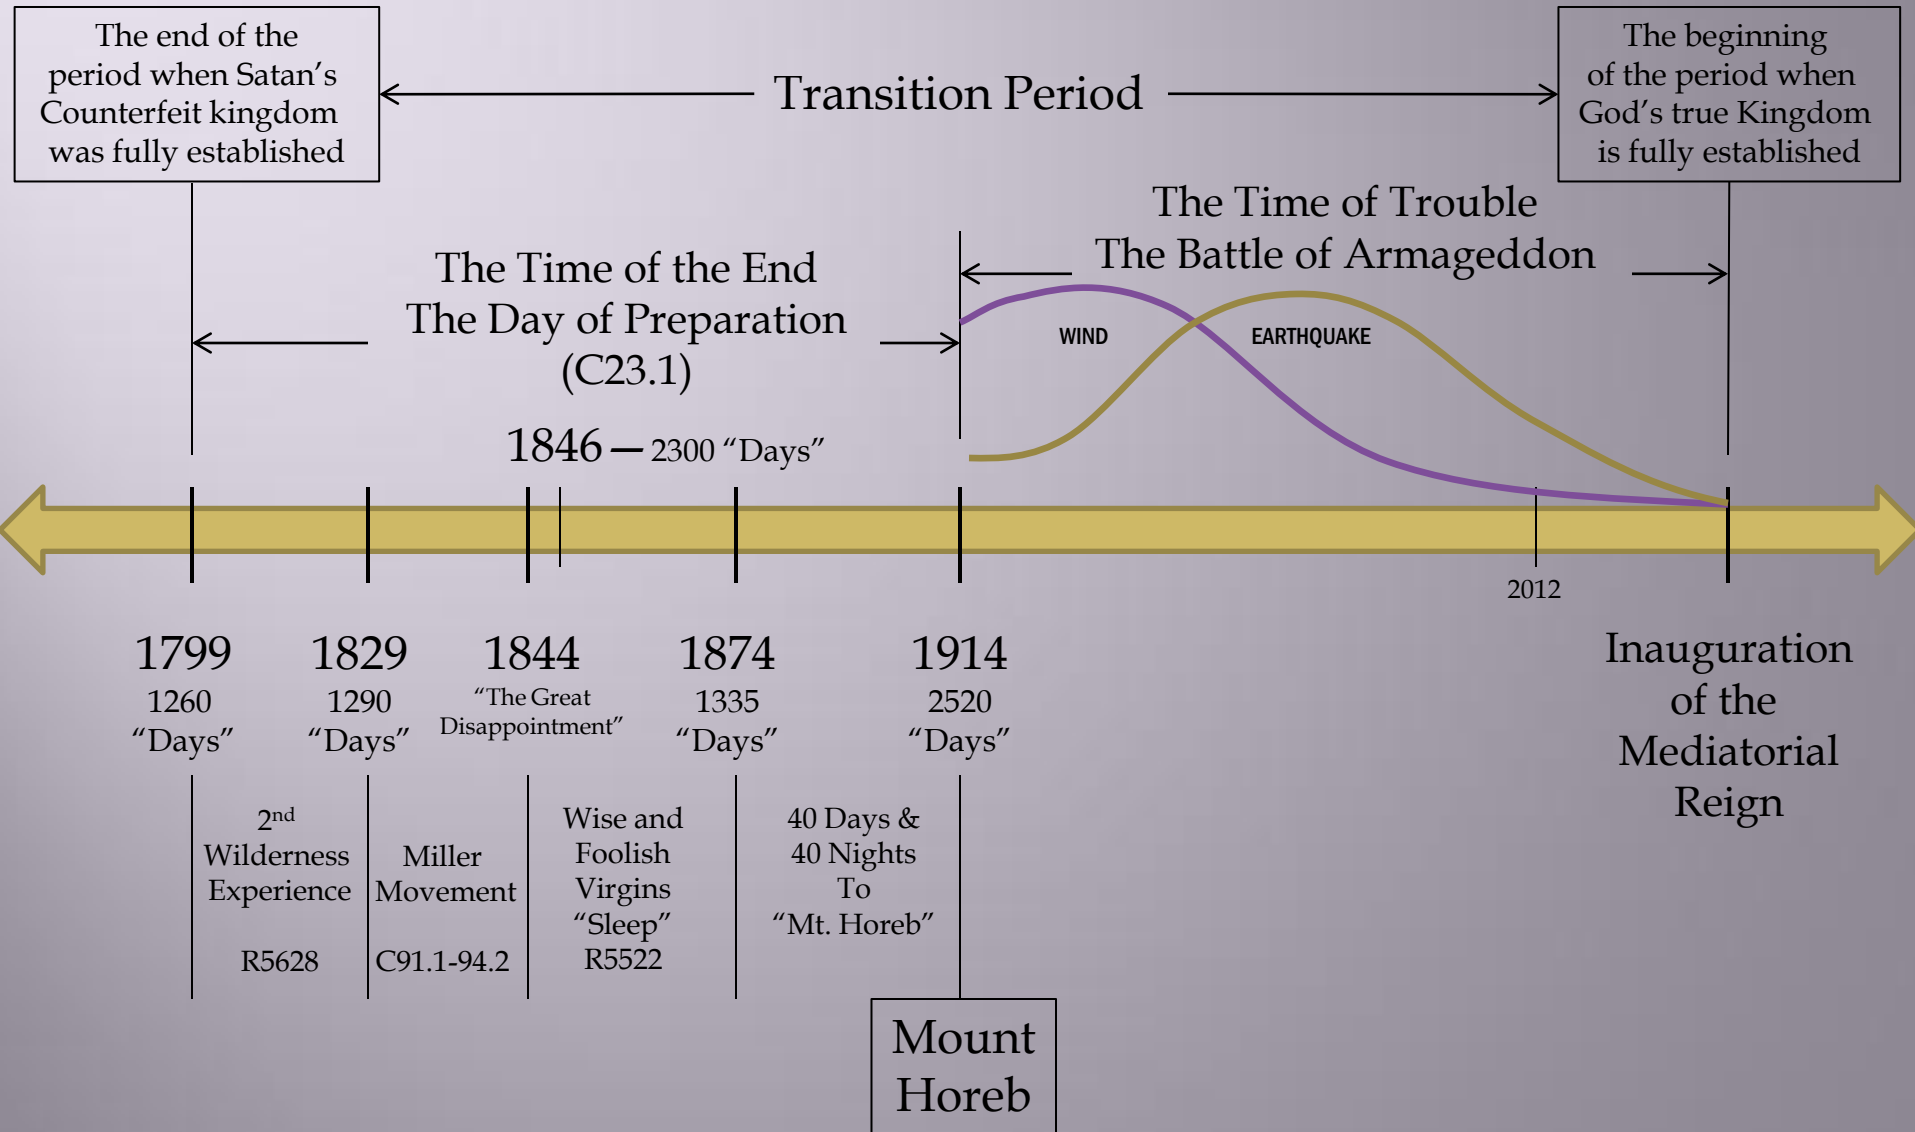 The end of the
period when Satan’s
Counterfeit kingdom
was fully established
Transition Period
The beginning
of the period when
God’s true Kingdom
is fully established
The Time of the End
The Day of Preparation
(C23.1)
The Time of Trouble
The Battle of Armageddon
WIND
EARTHQUAKE
1846 — 2300 “Days”
2012
1799
1260
“Days”
1829
1290
“Days”
1844
“The Great
Disappointment”
1874
1335
“Days”
1914
2520
“Days”
Inauguration
of the
Mediatorial
Reign
2nd
Wilderness
Experience
R5628
Miller
Movement
C91.1-94.2
Wise and
Foolish
Virgins
“Sleep”
R5522
40 Days &
40 Nights
To
“Mt. Horeb”
Mount
Horeb